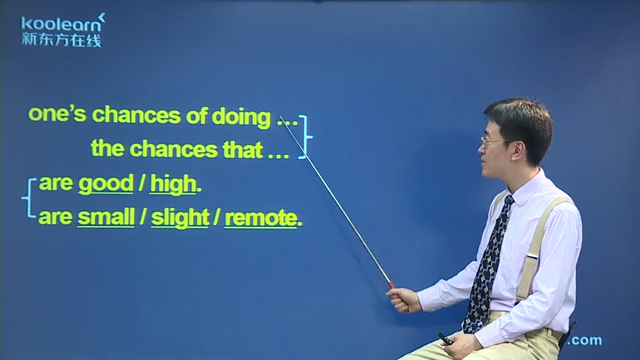 koolearn
新东方在线
one's chances of doing …
the chances that …
are good / high.
are small / slight / remote.
.com